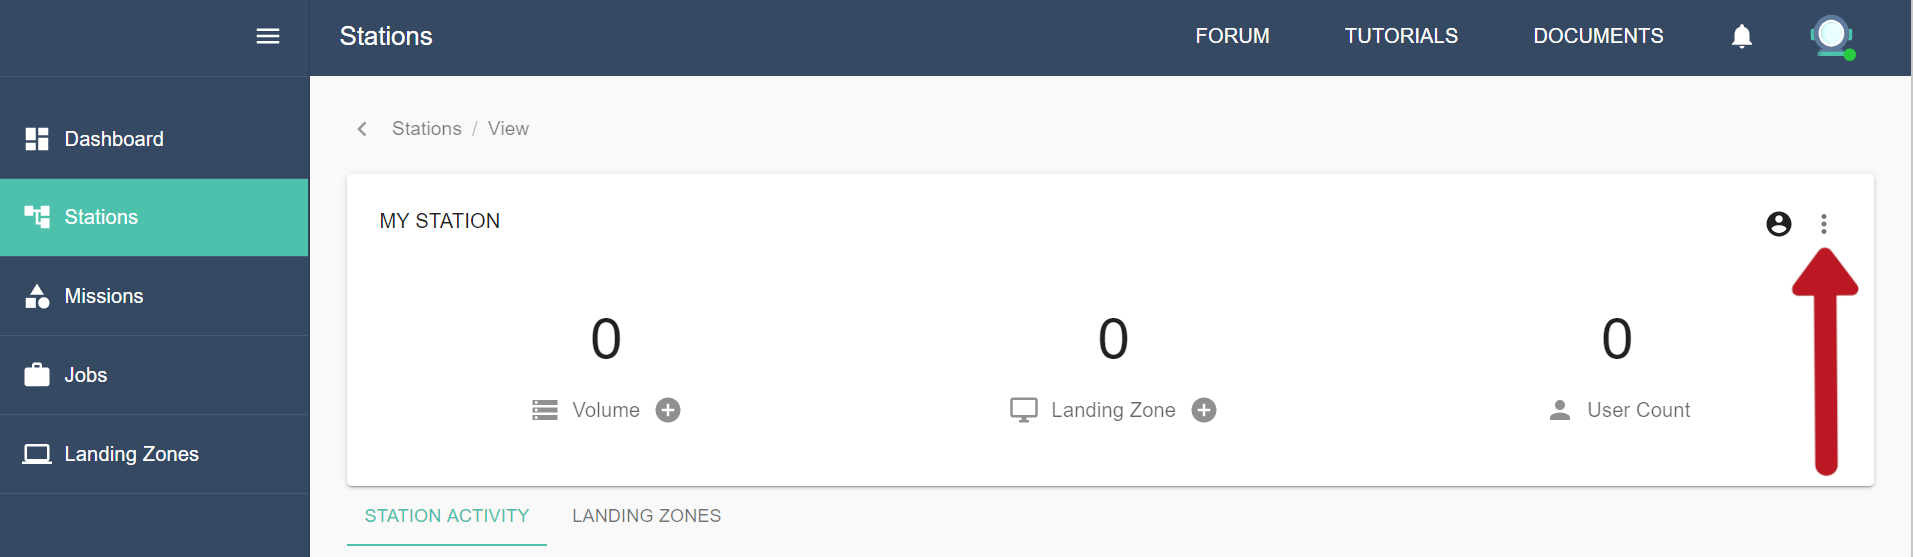 Stations
FORUM
TUTORIALS
DOCUMENTS
Dashboard
Stations
Missions
Jobs
Landing Zones
Stations / View
MY STATION
0
Volume
0
Landing Zone
0
User Count
STATION ACTIVITY
LANDING ZONES